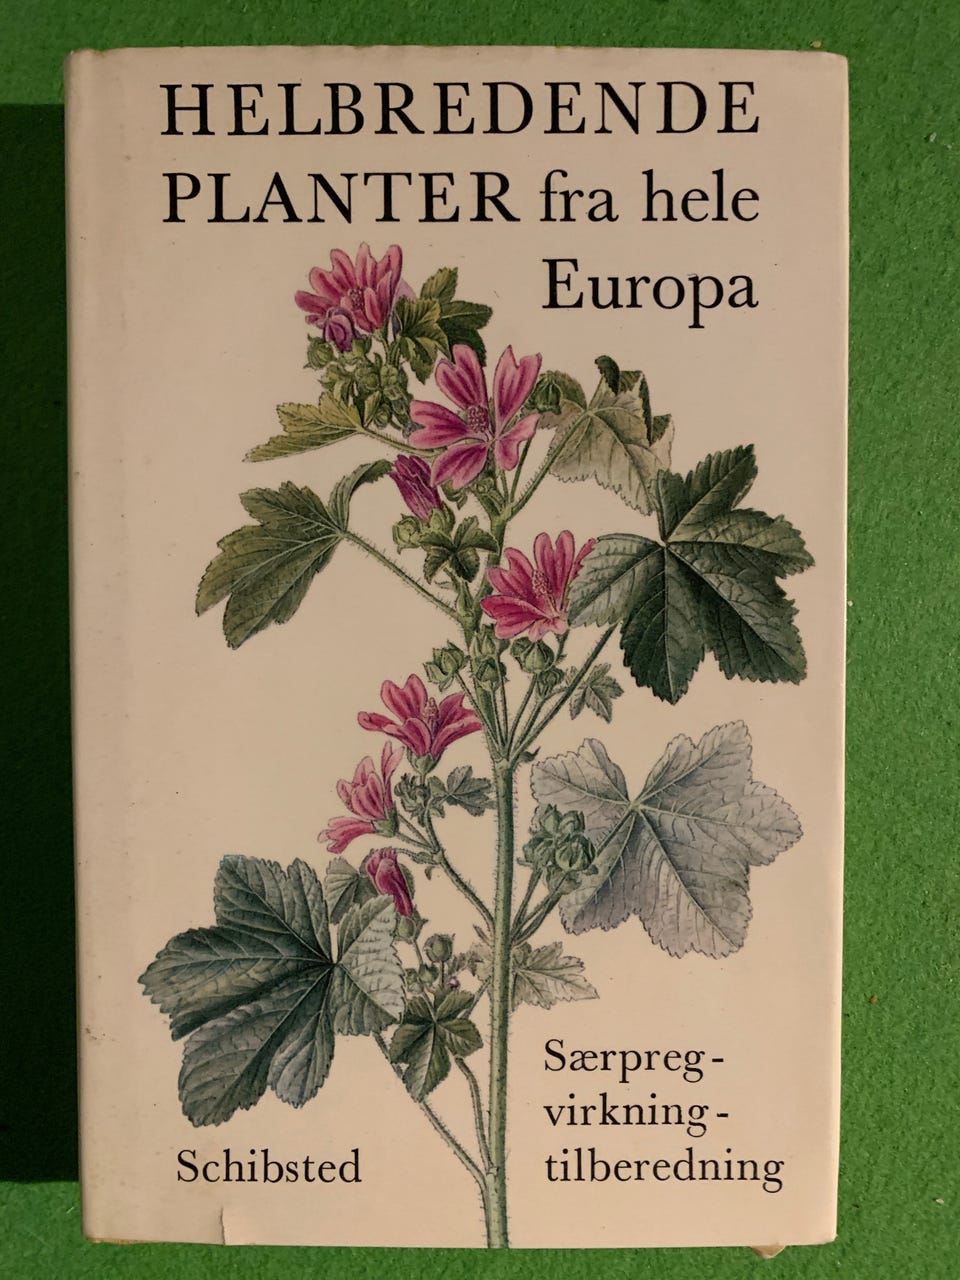 HELBREDENDE
PLANTER fra hele
Europa
Særpreg-
virkning-
tilberedning
Schibsted